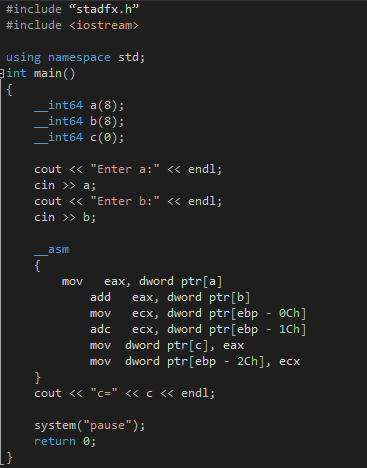 #include “stadfx.h”
#include <iostream>
using namespace std;
int main()
{
__int64 a(8);
__int64 b(8);
__int64 c(0);
cout << "Enter a:" << endl;
cin >> a;
cout << "Enter b:" << endl;
cin >> b;
__asm
{
mov eax, dword ptr[a]
add eax, dword ptr[b]
mov ecx, dword ptr[ebp - 0Ch]
adc ecx, dword ptr[ebp - 1Ch]
mov dword ptr[c], eax
mov dword ptr[ebp - 2Ch], ecx
}
cout << "c=" << c << endl;
system("pause");
return 0;
}